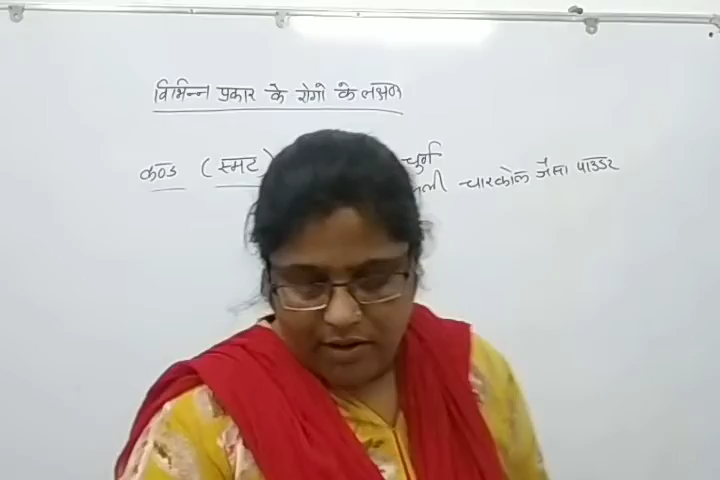 विभिन्न प्रकार के रोगो के लक्षण
कण्ड (स्मट) चुर्ण
चारकोल जैसा पाउडर